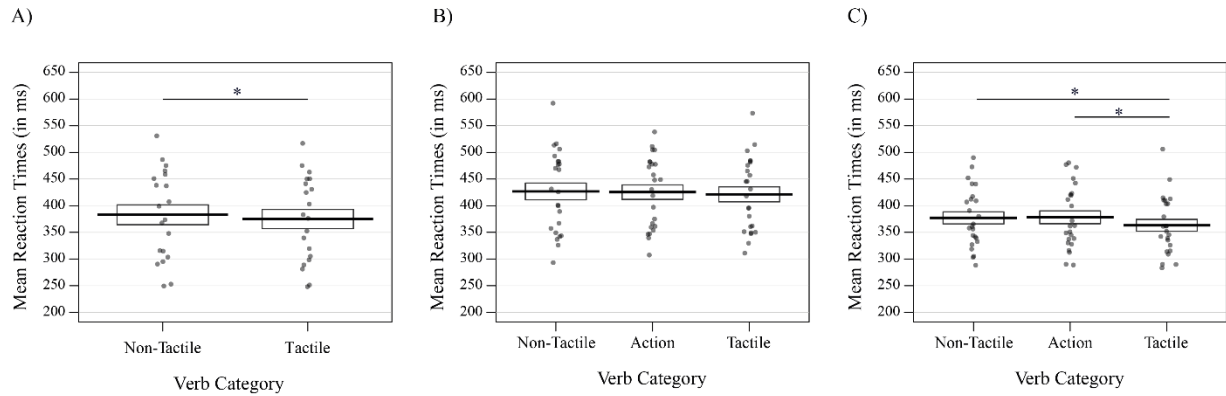 A)
Mean Reaction Times (in ms)
650
600
550
500
450
400
350
300
250
200
*
Non-Tactile Tactile
Verb Category
B)
Mean Reaction Times (in ms)
650
600
550
500
450
400
350
300
250
200
Non-Tactile Action Tactile
Verb Category
C)
Mean Reaction Times (in ms)
650
600
550
500
450
400
350
300
250
200
*
*
Non-Tactile Action Tactile
Verb Category